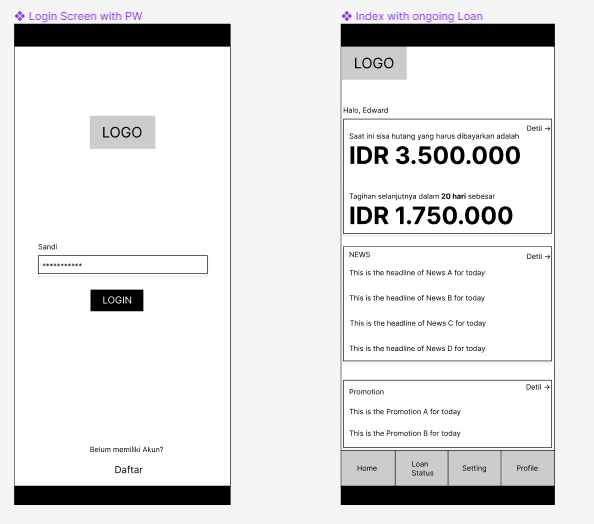 Login Screen with PW
LOGO
Sandi
***********
LOGIN
Belum memiliki Akun?
Daftar
Index with ongoing Loan
LOGO
Halo, Edward
Detil →
Saat ini sisa hutang yang harus dibayarkan adalah
IDR 3.500.000
Tagihan selanjutnya dalam 20 hari sebesar
IDR 1.750.000
NEWS
Detil →
This is the headline of News A for today
This is the headline of News B for today
This is the headline of News C for today
This is the headline of News D for today
Promotion
Detil →
This is the Promotion A for today
This is the Promotion B for today
Home
Loan
Status
Setting
Profile